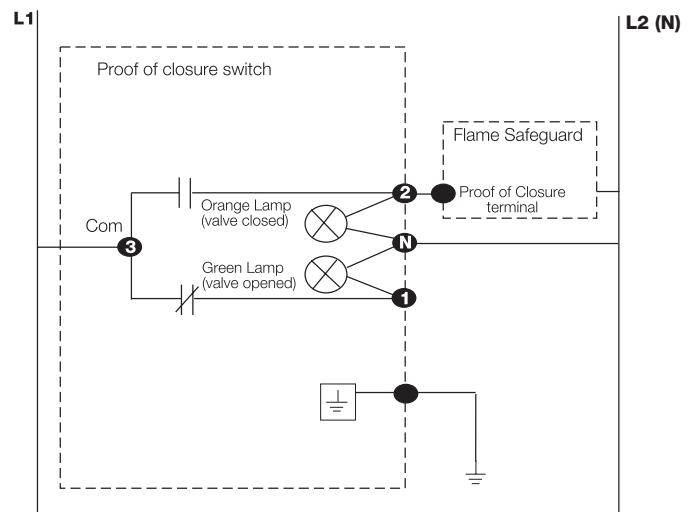 L1
L2 (N)
Proof of closure switch
Flame Safeguard
2
Proof of Closure
terminal
Orange Lamp
(valve closed)
Com
3
N
Green Lamp
(valve opened)
1